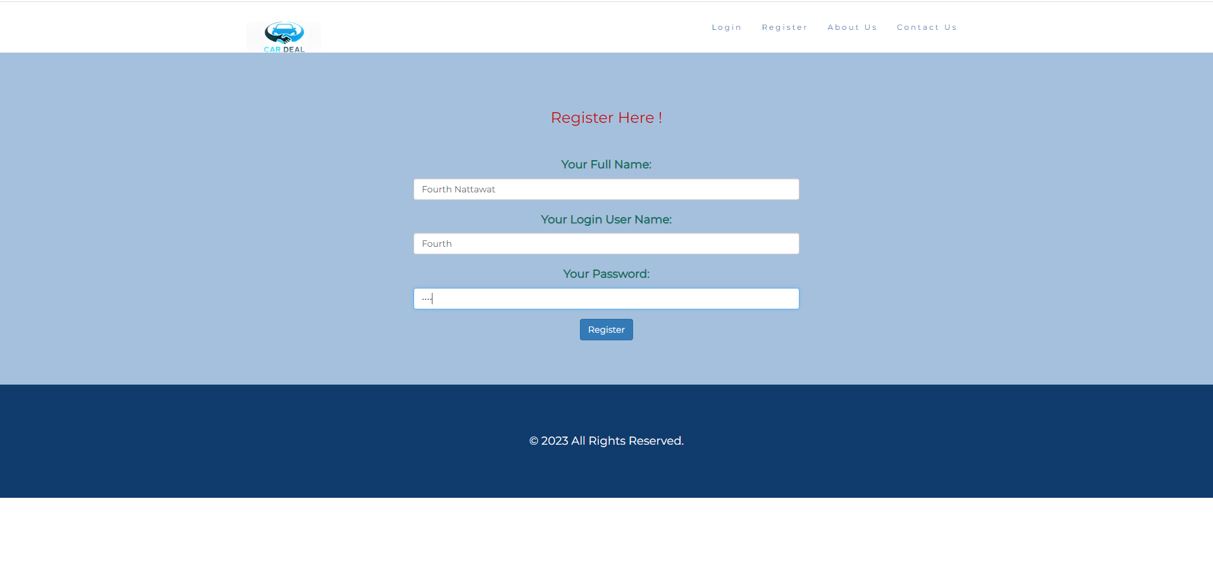 CAR DEAL
Login Register About Us Contact Us
Register Here !
Your Full Name:
Fourth Nattawat
Your Login User Name:
Fourth
Your Password:
····
Register
© 2023 All Rights Reserved.